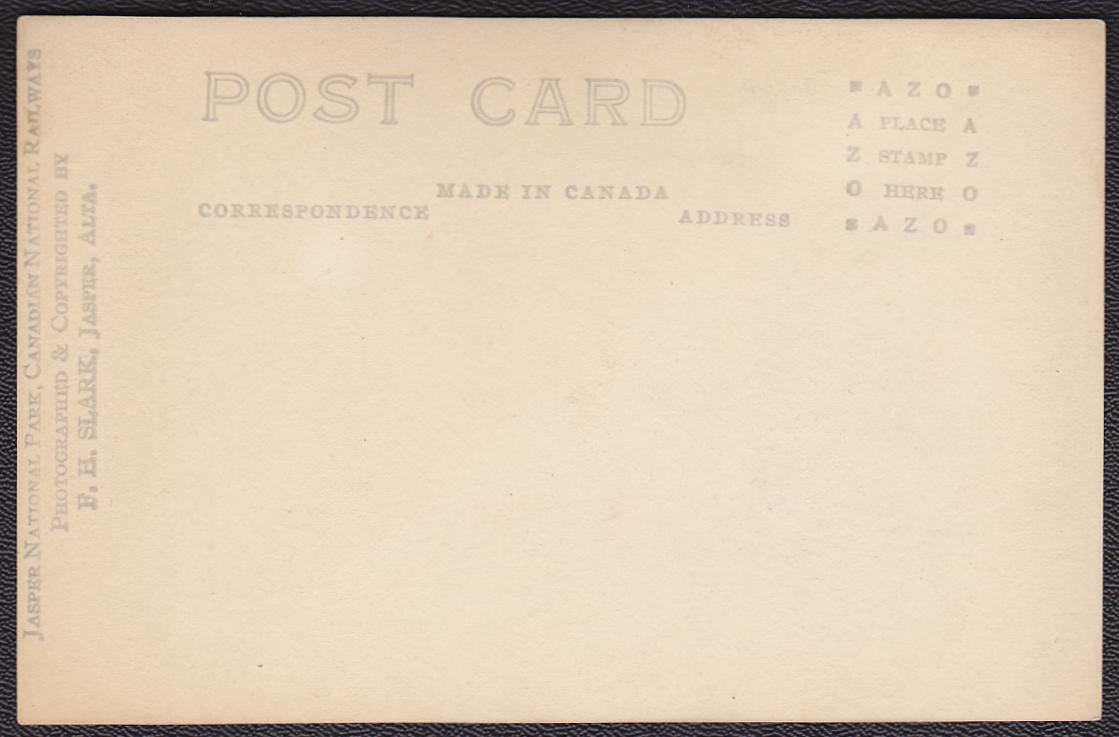 POST CARD
MADE IN CANADA
CORRESPONDENCE
ADDRESS
AZO
A PLACE A
Z STAMP Z
O HERE O
AZO
JASPER NATIONAL PARK, CANADIAN NATIONAL RAILWAYS
PHOTOGRAPHED & COPYRIGHTED BY
F. H. SLARK, JASPER, ALTA.